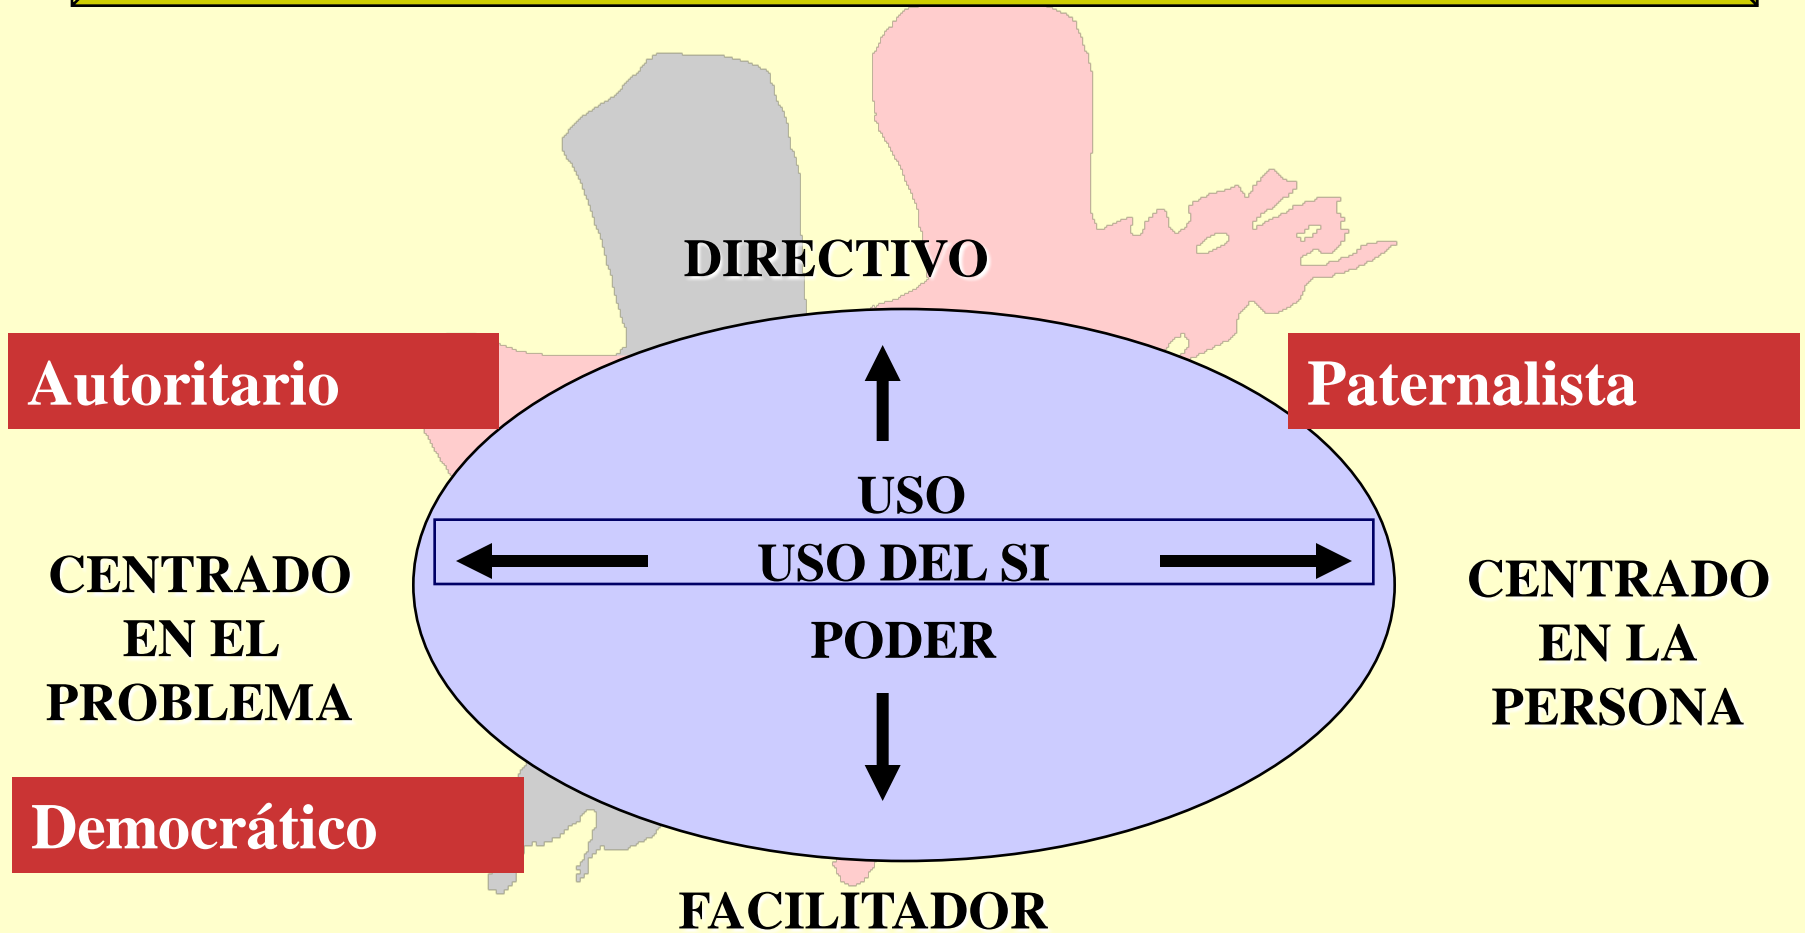 DIRECTIVO
Autoritario
Paternalista
USO
USO DEL SI
PODER
CENTRADO
EN EL
PROBLEMA
CENTRADO
EN LA
PERSONA
Democrático
FACILITADOR